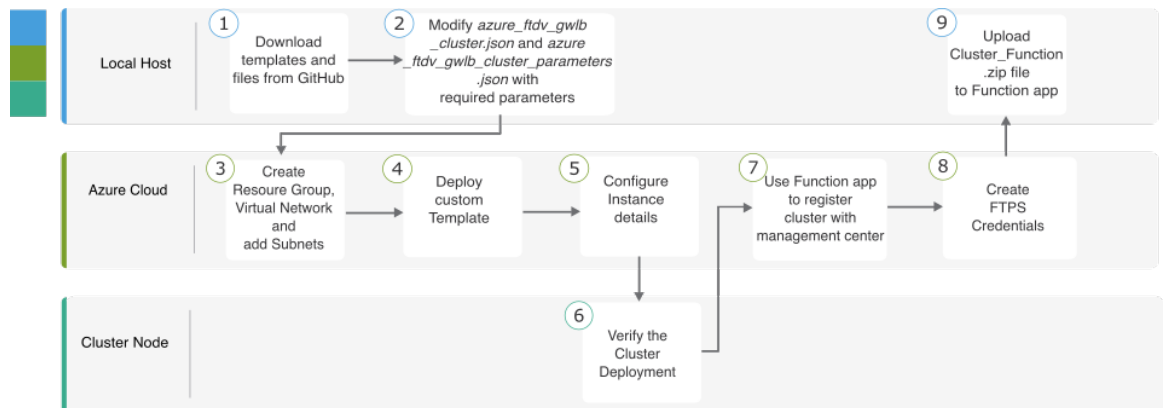 Local Host
1
Download
templates and
files from GitHub
2
Modify azure_ftdv_gwlb
_cluster.json and azure
_ftdv_gwlb_cluster_parameters
.json with
required parameters
9
Upload
Cluster_Function
.zip file
to Function app
Azure Cloud
3
Create
Resoure Group,
Virtual Network
and
add Subnets
4
Deploy
custom
Template
5
Configure
Instance
details
7
Use Function app
to register
cluster with
management center
8
Create
FTPS
Credentials
Cluster Node
6
Verify the
Cluster
Deployment